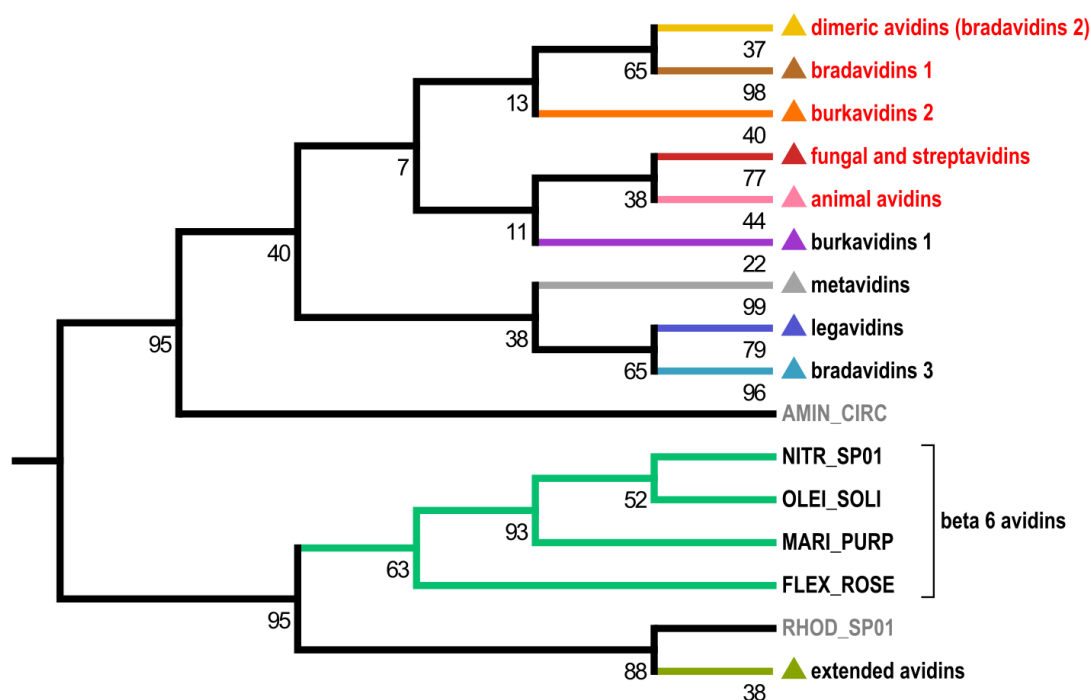 dimeric avidins (bradavidins 2)
37
65
bradavidins 1
98
13
burkavidins 2
40
7
fungal and streptavidins
77
38
animal avidins
44
11
burkavidins 1
22
40
metavidins
99
38
legavidins
79
65
bradavidins 3
96
95
AMIN_CIRC
NITR_SP01
52
OLEI_SOLI
93
MARI_PURP
63
FLEX_ROSE
beta 6 avidins
95
RHOD_SP01
88
extended avidins
38